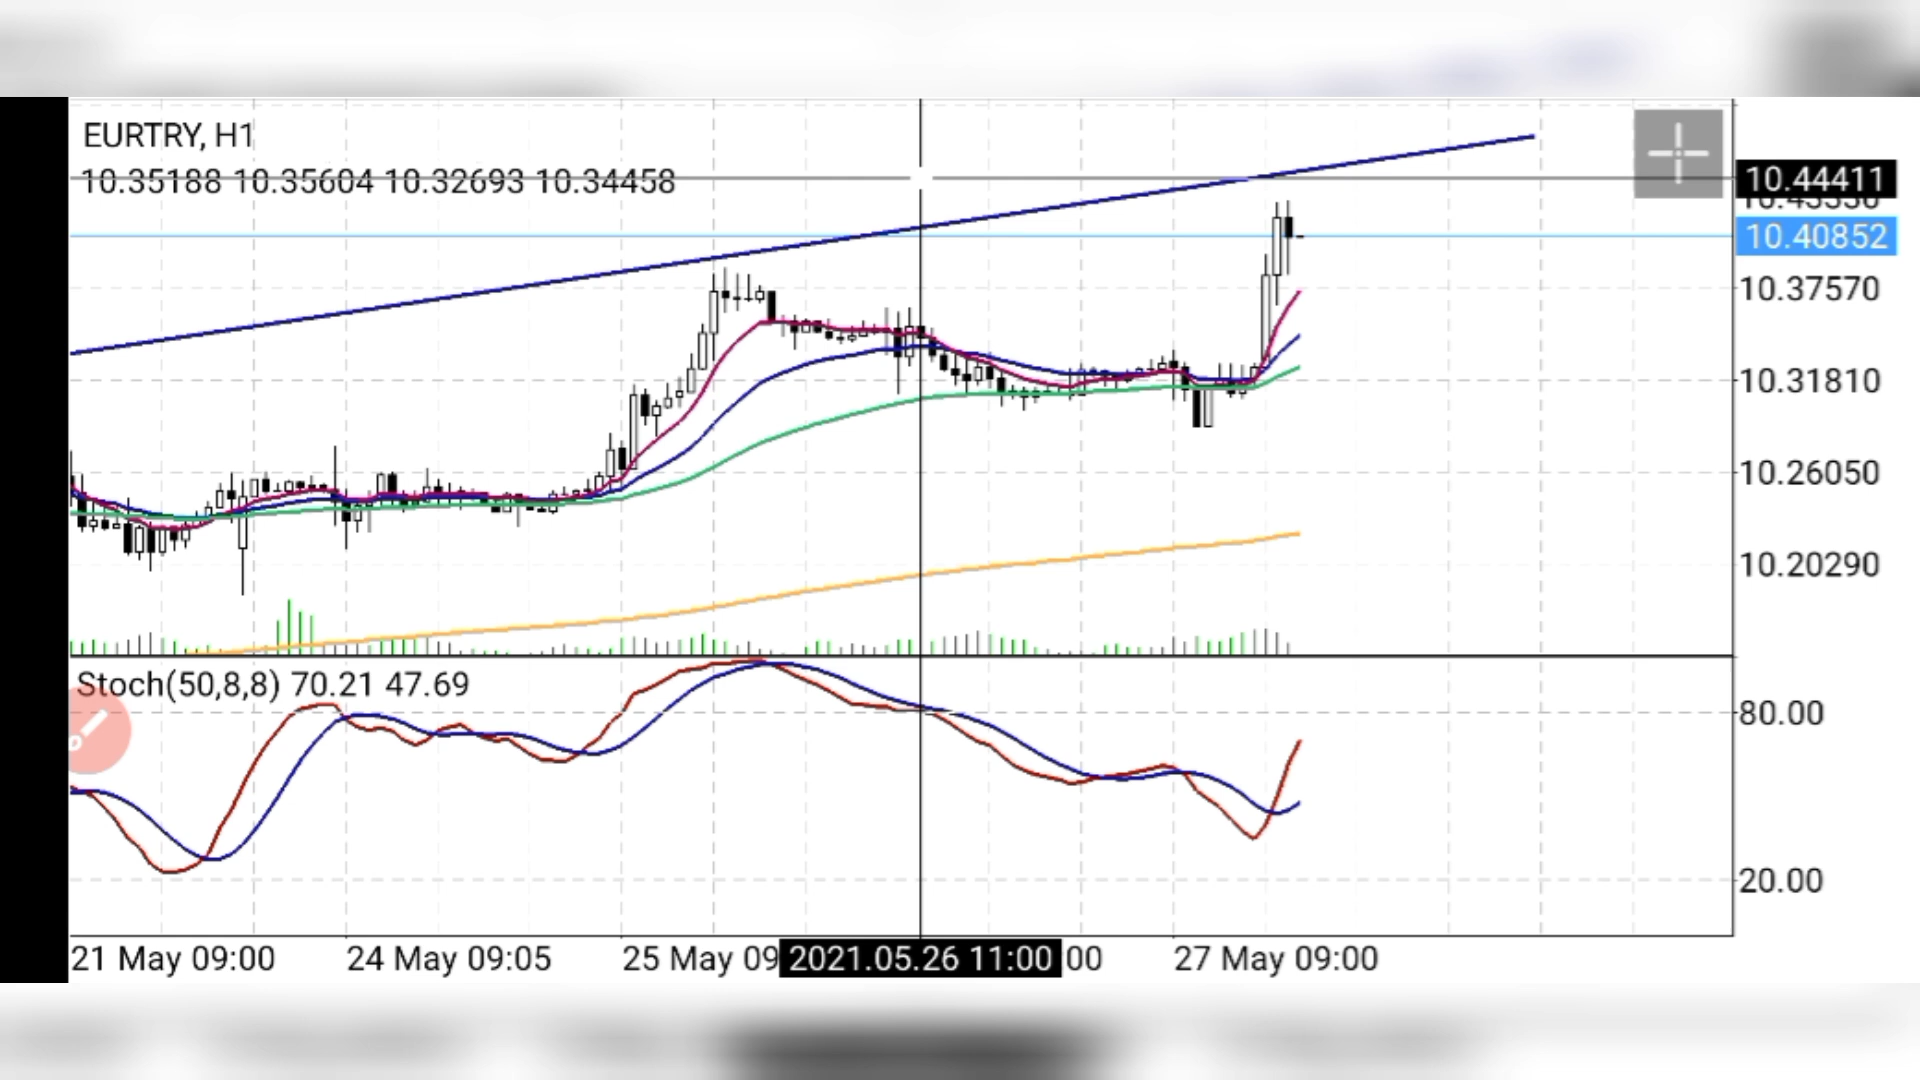 EURTRY, H1
10.35188 10.35604 10.32693 10.34458
10.44411
10.40852
10.37570
10.31810
10.26050
10.20290
Stoch(50,8,8) 70.21 47.69
80.00
20.00
21 May 09:00 24 May 09:05 25 May 09 2021.05.26 11:00 00 27 May 09:00